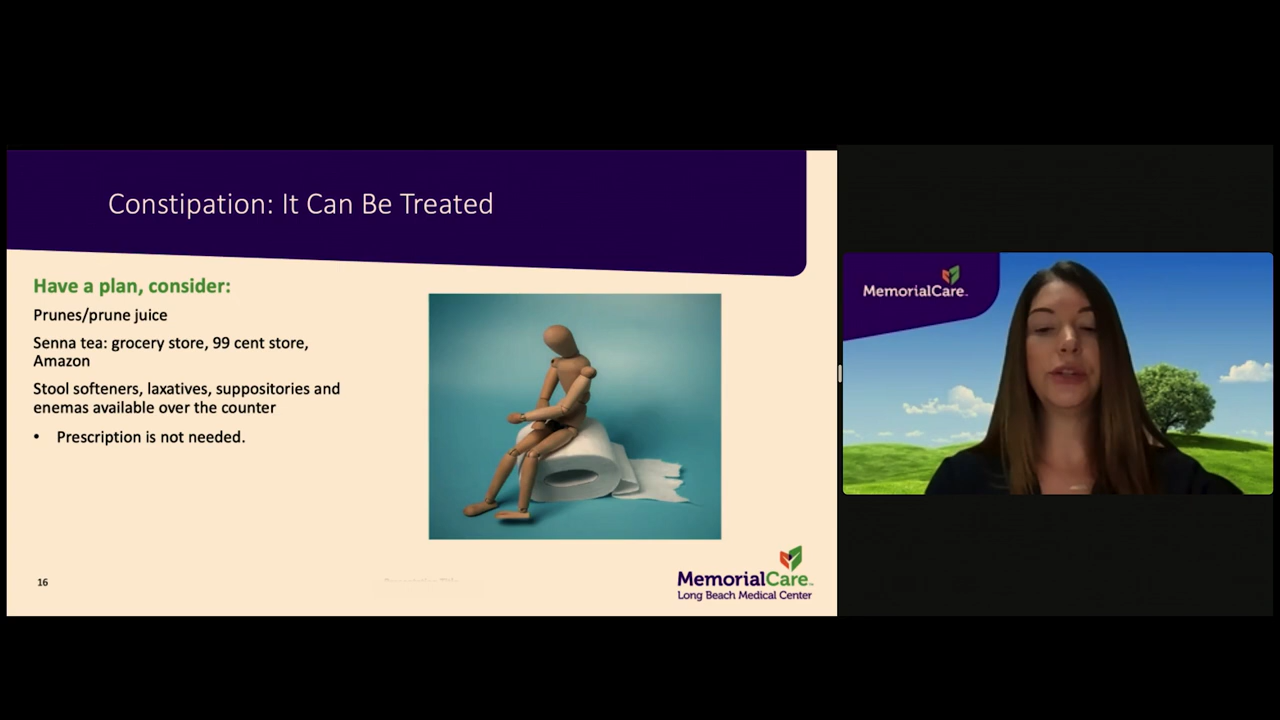 Constipation: It Can Be Treated
Have a plan, consider:
Prunes/prune juice
Senna tea: grocery store, 99 cent store,
Amazon
Stool softeners, laxatives, suppositories and
enemas available over the counter
• Prescription is not needed.
16
MemorialCare
Long Beach Medical Center
MemorialCare